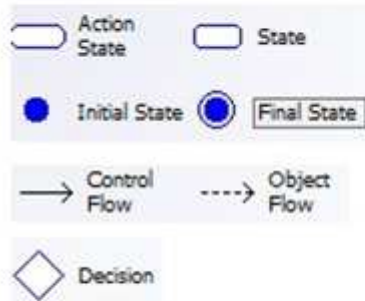 Action
State
State
Initial State
Final State
Control
Flow
Object
Flow
Decision